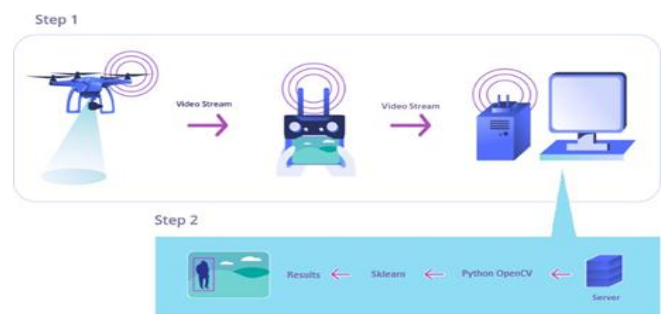 Step 1
Video Stream
Video Stream
Step 2
Results
Sklearn
Python OpenCV
Server